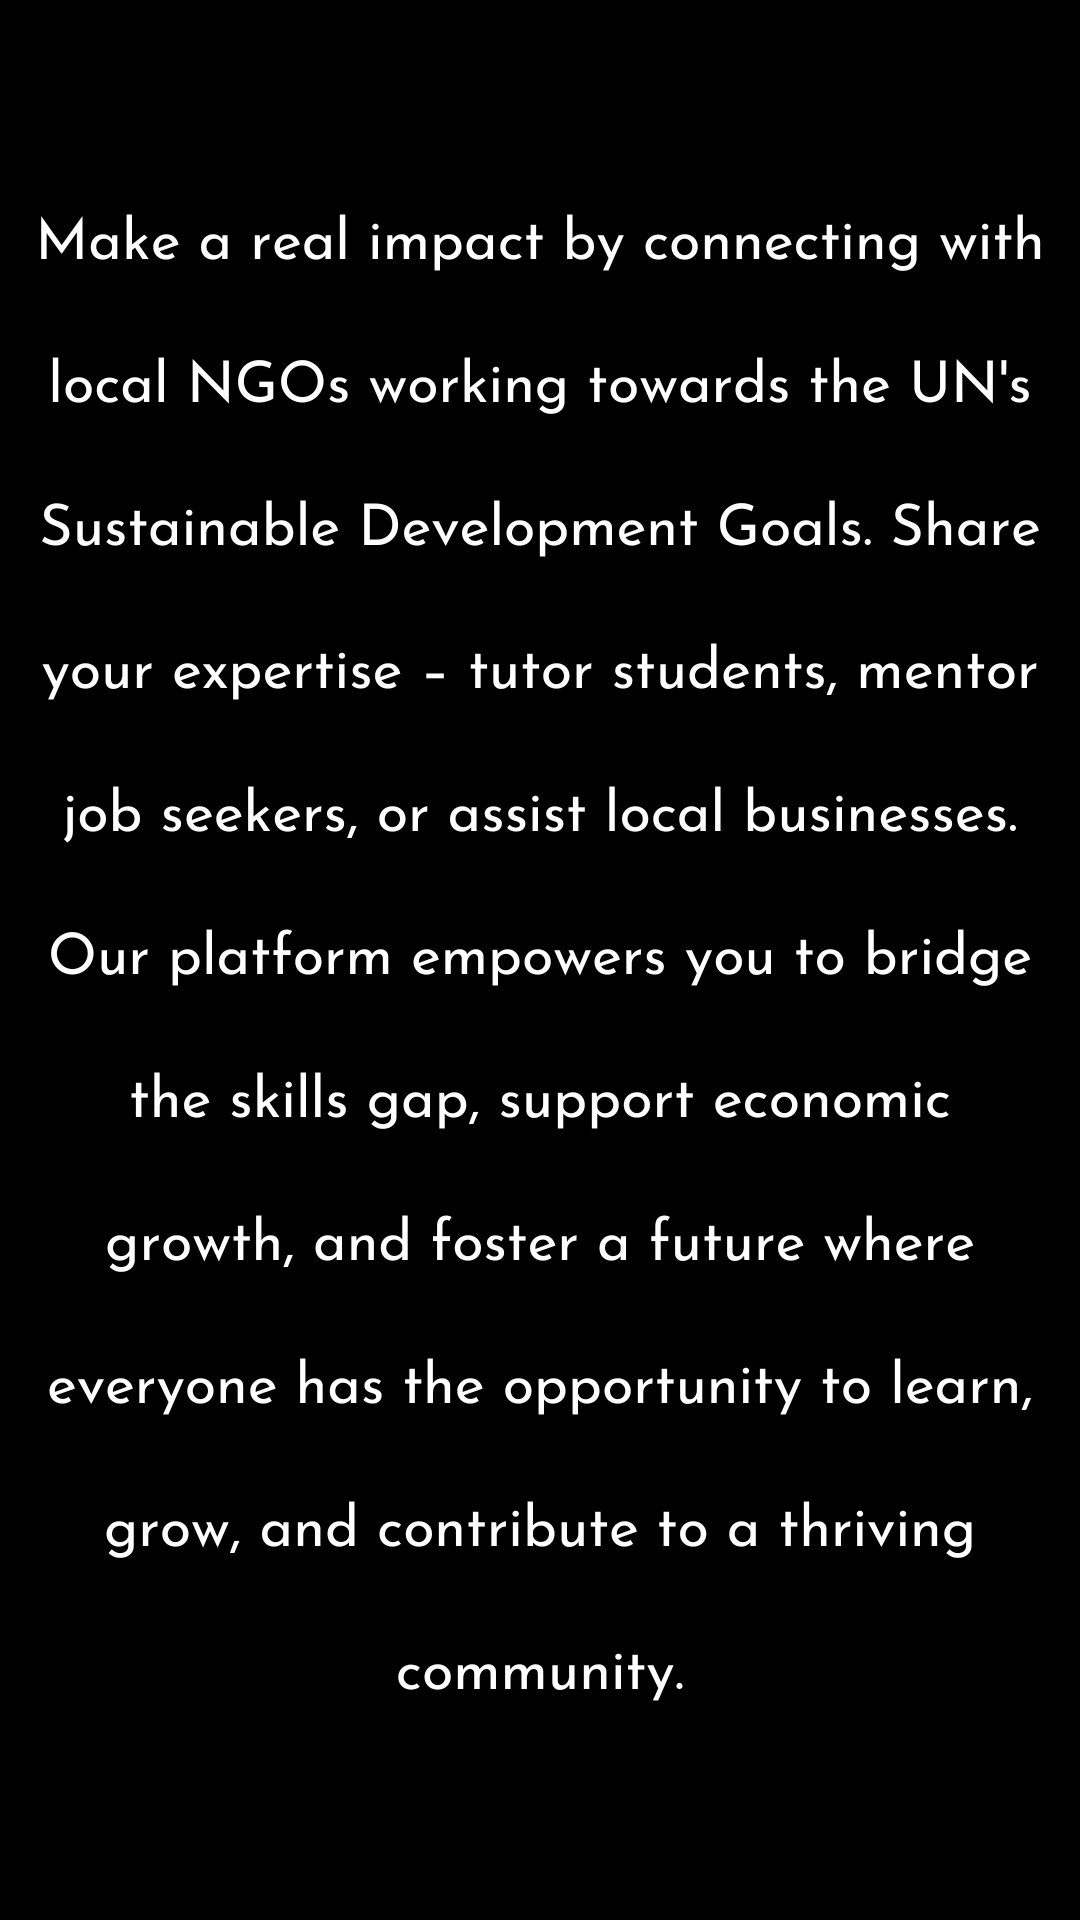 Make a real impact by connecting with
local NGOs working towards the UN's
Sustainable Development Goals. Share
your expertise – tutor students, mentor
job seekers, or assist local businesses.
Our platform empowers you to bridge
the skills gap, support economic
growth, and foster a future where
everyone has the opportunity to learn,
grow, and contribute to a thriving
community.